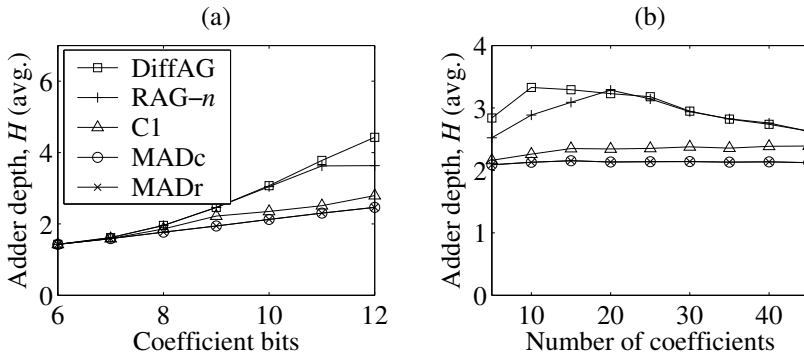 (a)
Adder depth, H (avg.)
6
4
2
0
DiffAG
RAG–n
C1
MADc
MADr
6 8 10 12
Coefficient bits
(b)
Adder depth, H (avg.)
4
3
2
1
0
10 20 30 40
Number of coefficients